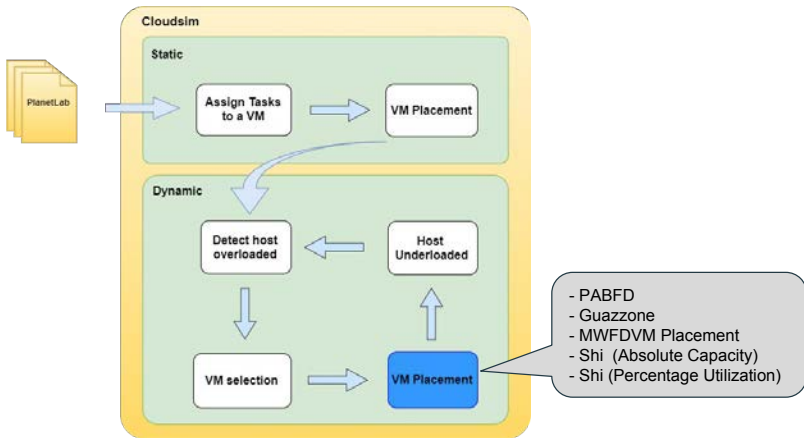 Cloudsim
Static
PlanetLab
Assign Tasks
to a VM
VM Placement
Dynamic
Detect host
overloaded
Host
Underloaded
VM selection
VM Placement
- PABFD
- Guazzone
- MWFDVM Placement
- Shi (Absolute Capacity)
- Shi (Percentage Utilization)